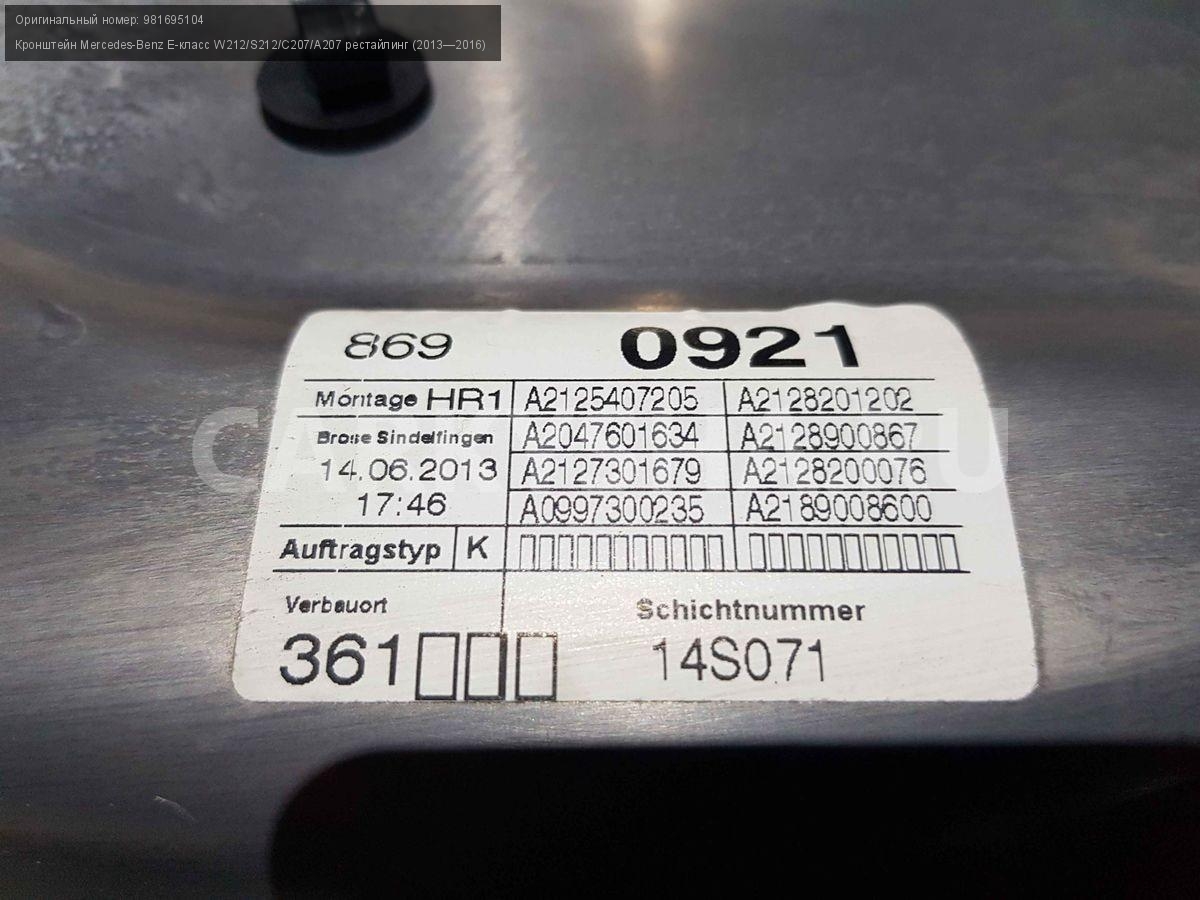 Оригинальный номер: 981695104
Кронштейн Mercedes-Benz E-класс W212/S212/C207/A207 рестайлинг (2013—2016)
869 0921
Montage HR1 A2125407205 A2128201202
Brose Sindelfingen A2047601634 A2128900867
14.06.2013 A2127301679 A2128200076
17:46 A0997300235 A2189008600
Auftragstyp K
Verbauort Schichtnummer
361 14S071